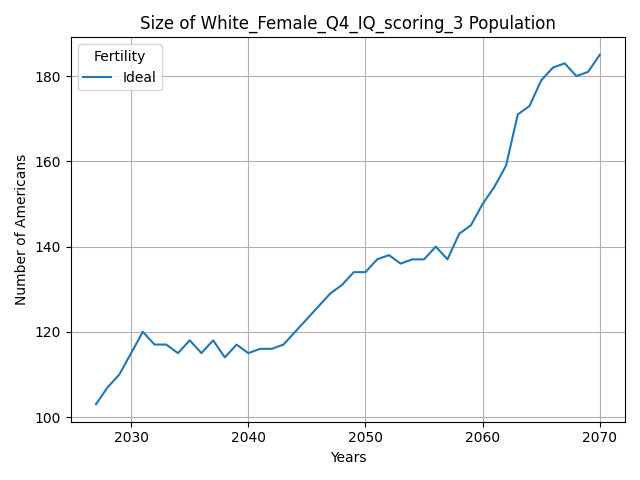 Size of White_Female_Q4_IQ_scoring_3 Population
Fertility
Ideal
Number of Americans
180
160
140
120
100
2030 2040 2050 2060 2070
Years